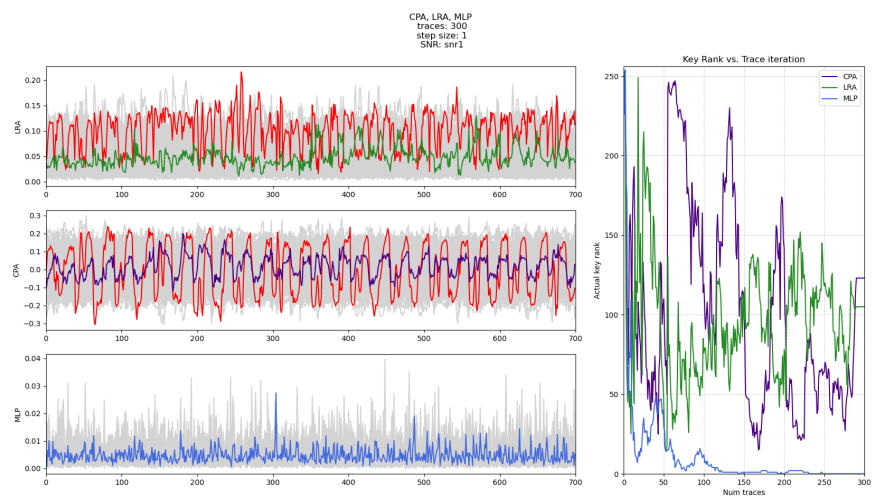 CPA, LRA, MLP
traces: 300
step size: 1
SNR: snr1
LRA
0.20
0.15
0.10
0.05
0.00
0 100 200 300 400 500 600 700
CPA
0.3
0.2
0.1
0.0
−0.1
−0.2
−0.3
0 100 200 300 400 500 600 700
MLP
0.04
0.03
0.02
0.01
0.00
0 100 200 300 400 500 600 700
Key Rank vs. Trace iteration
CPA
LRA
MLP
Actual key rank
250
200
150
100
50
0
0 50 100 150 200 250 300
Num traces